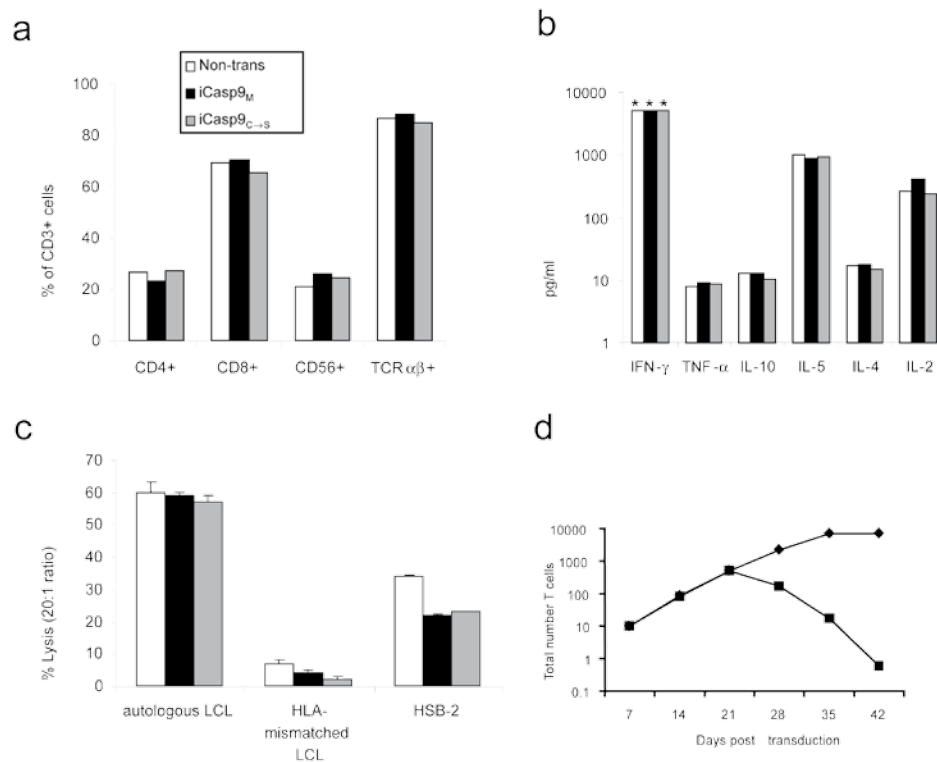 a
Non-trans
iCasp9M
iCasp9C→S
100
80
60
40
20
0
% of CD3+ cells
CD4+ CD8+ CD56+ TCR αβ+
b
10000
1000
100
10
1
pg/ml
* * *
IFN-γ TNF-α IL-10 IL-5 IL-4 IL-2
c
70
60
50
40
30
20
10
0
% Lysis (20:1 ratio)
autologous LCL HLA- HSB-2
mismatched
LCL
d
10000
1000
100
10
1
0.1
Total number T cells
7 14 21 28 35 42
Days post transduction